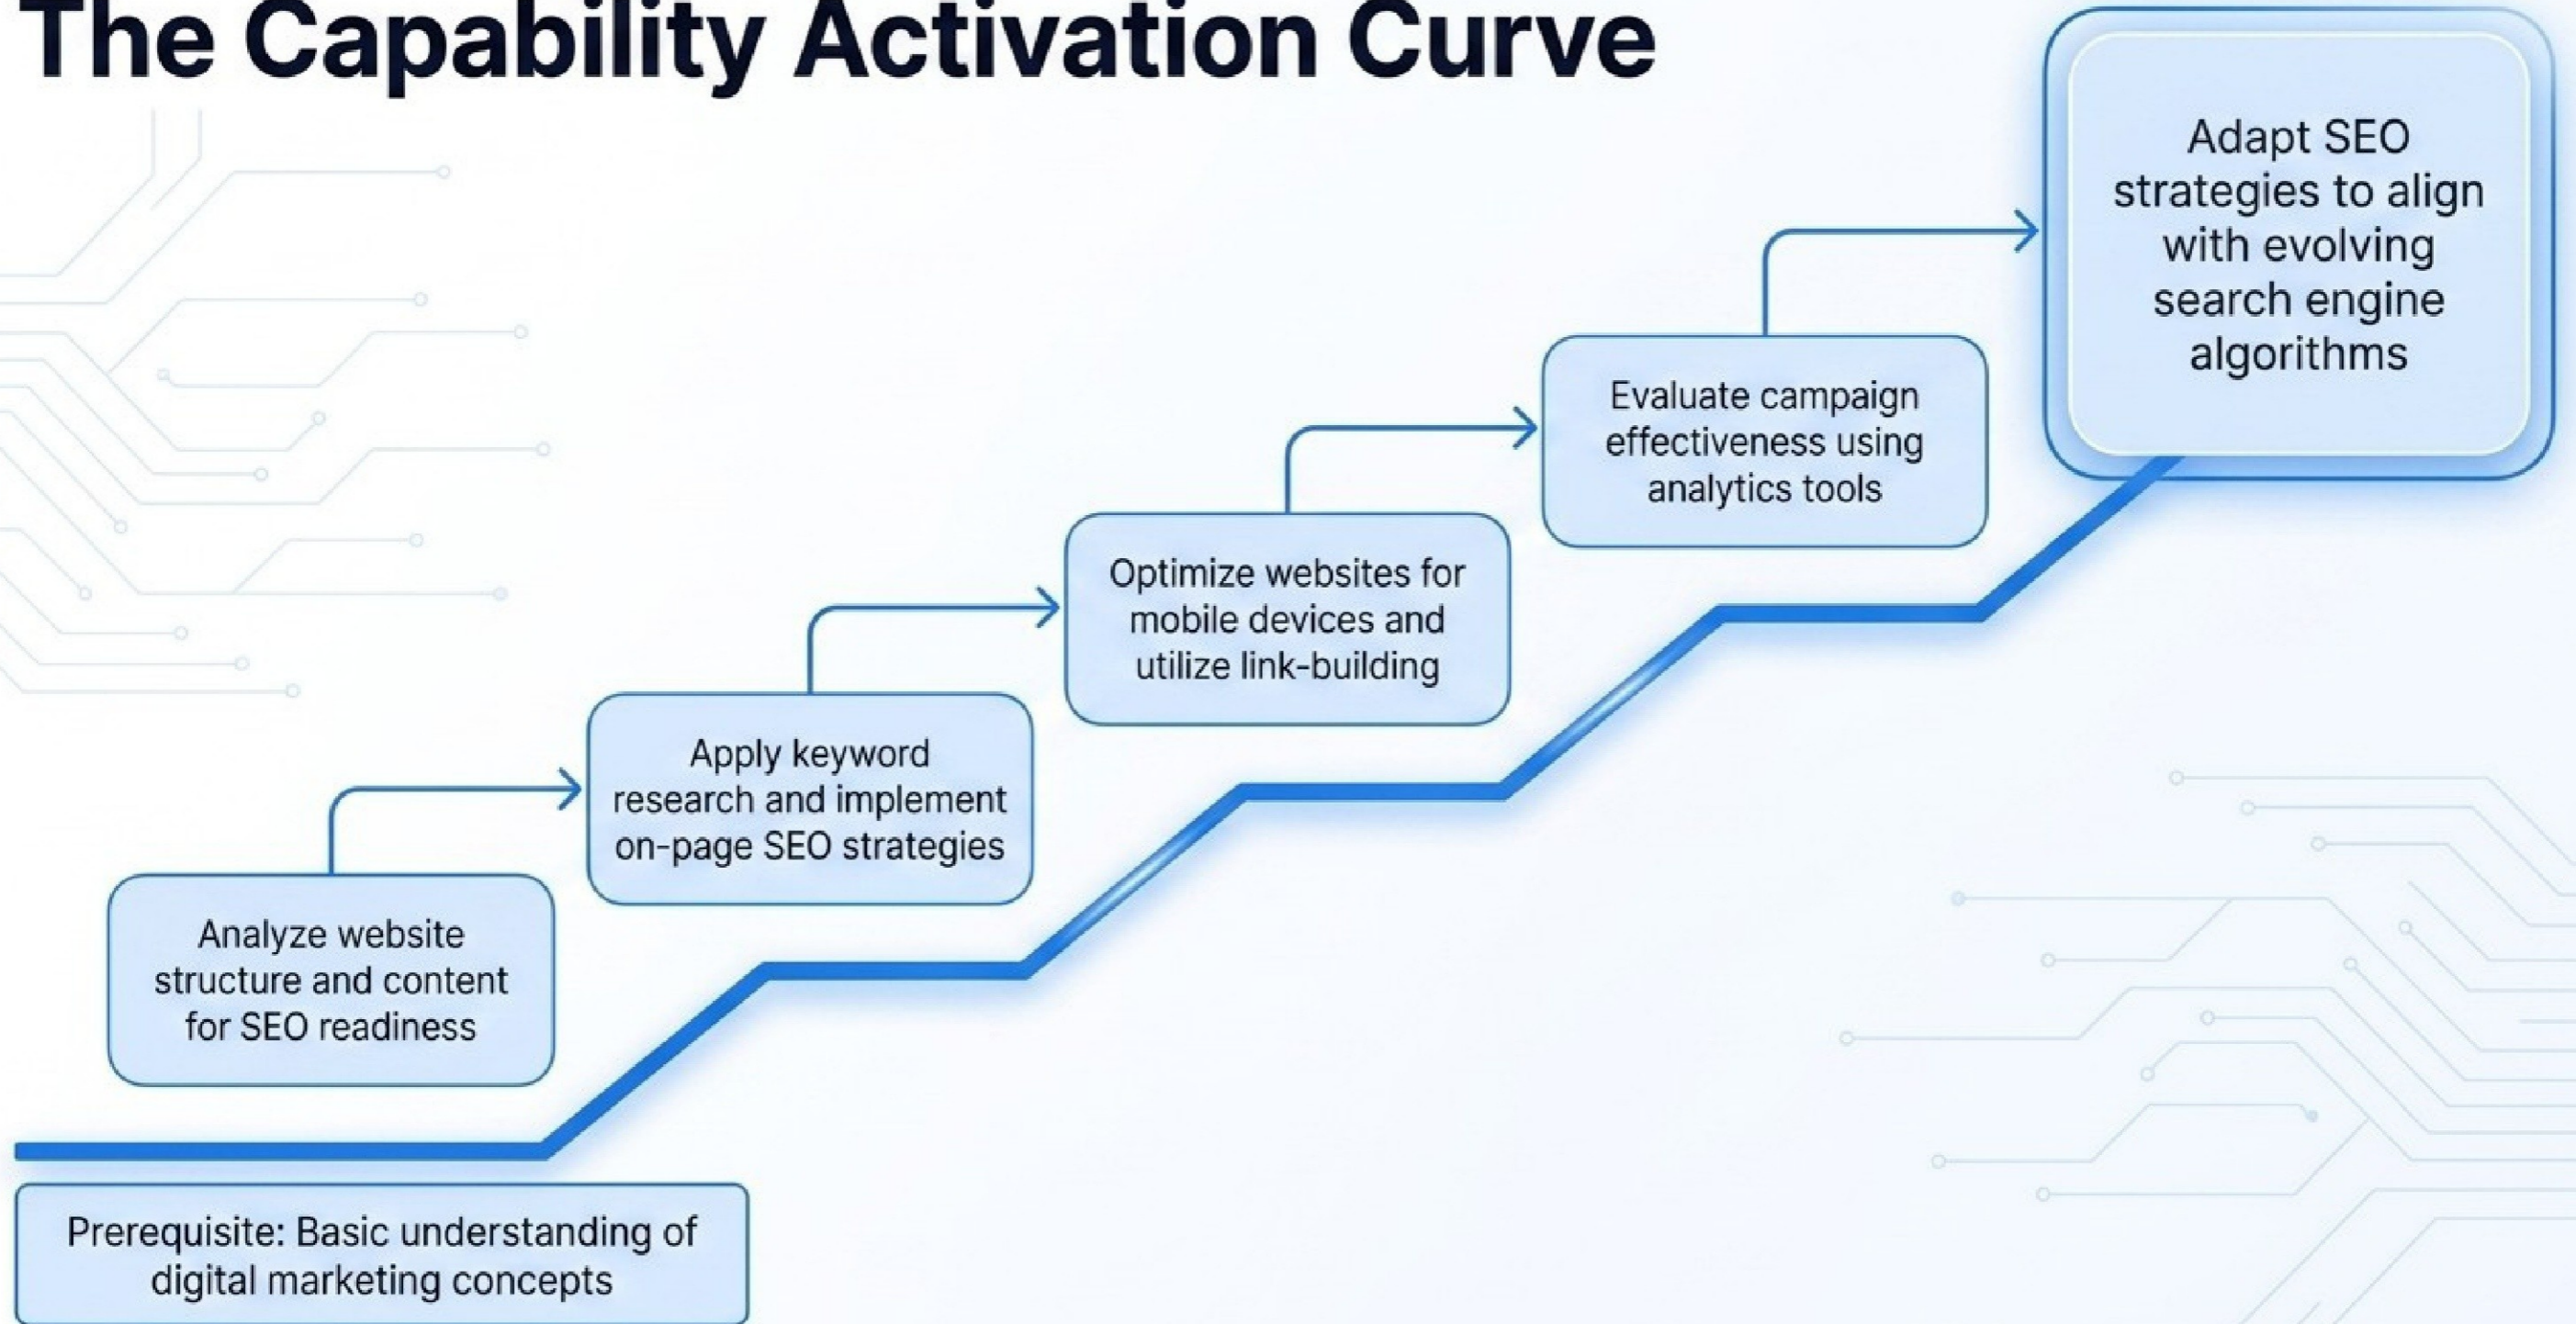 The Capability Activation Curve
Adapt SEO
strategies to align
with evolving
search engine
algorithms
Evaluate campaign
effectiveness using
analytics tools
Optimize websites for
mobile devices and
utilize link-building
Apply keyword
research and implement
on-page SEO strategies
Analyze website
structure and content
for SEO readiness
Prerequisite: Basic understanding of
digital marketing concepts